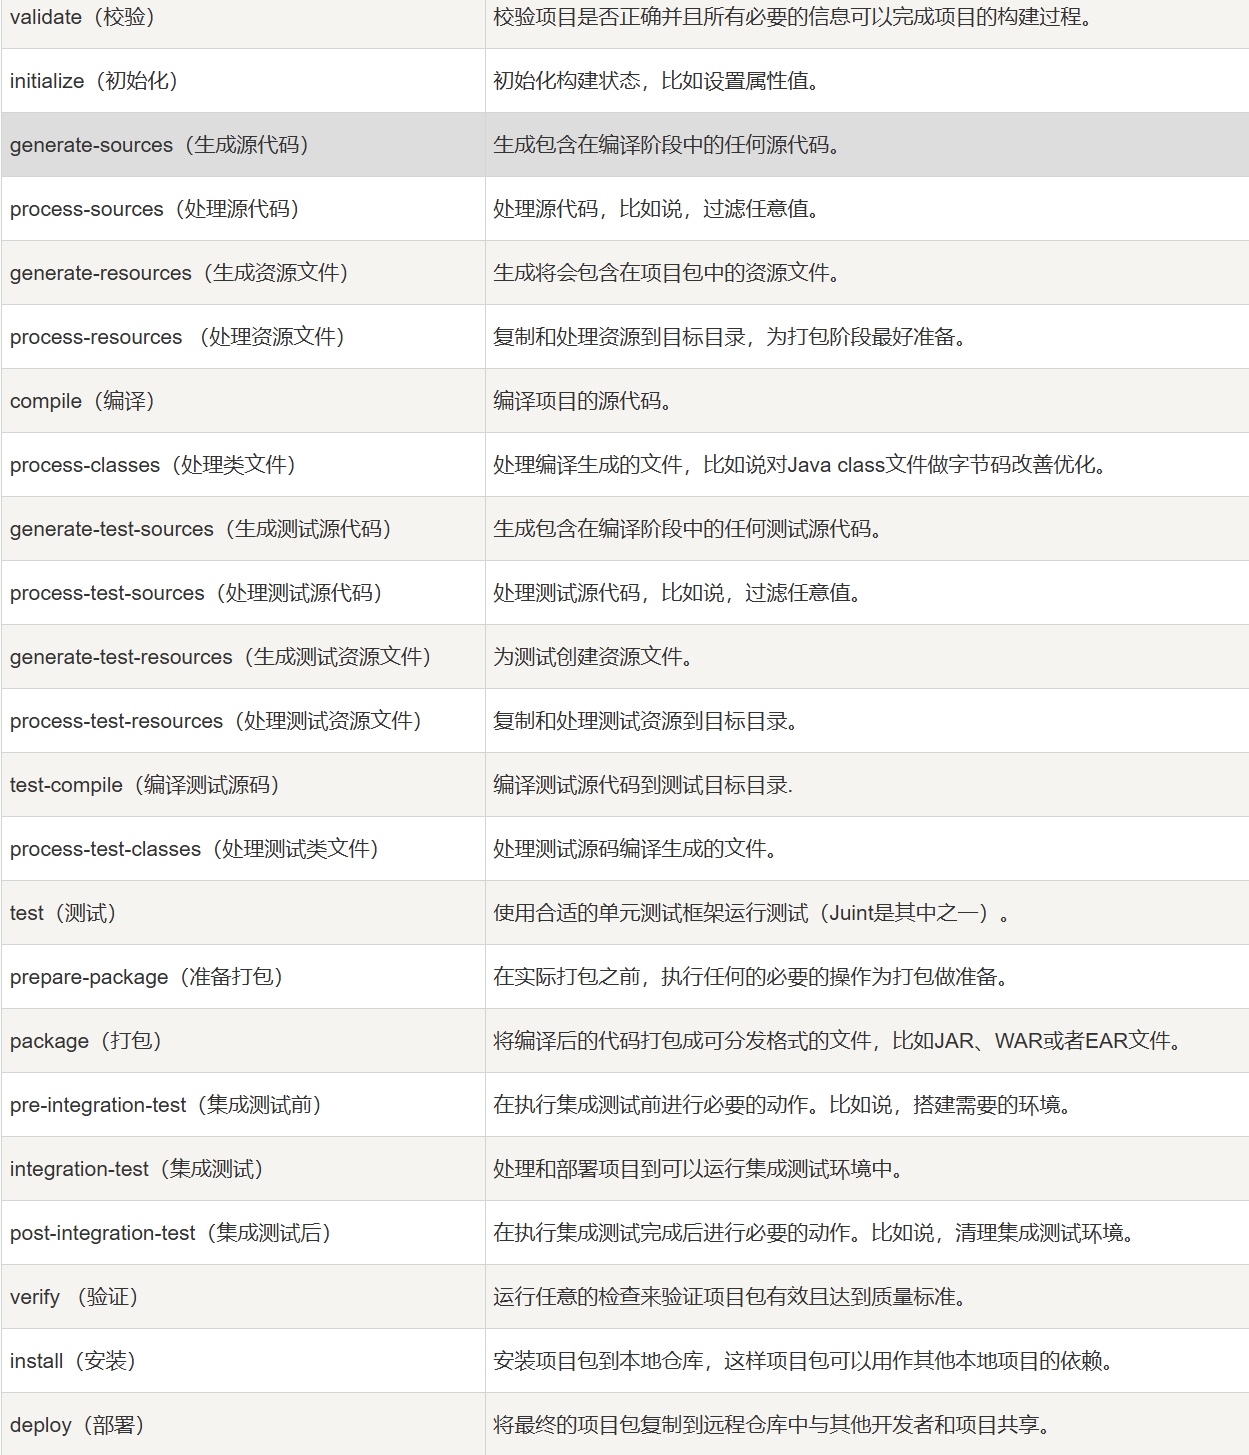 validate（校验） 校验项目是否正确并且所有必要的信息可以完成项目的构建过程。
initialize（初始化） 初始化构建状态，比如设置属性值。
generate-sources（生成源代码） 生成包含在编译阶段中的任何源代码。
process-sources（处理源代码） 处理源代码，比如说，过滤任意值。
generate-resources（生成资源文件） 生成将会包含在项目包中的资源文件。
process-resources （处理资源文件） 复制和处理资源到目标目录，为打包阶段最好准备。
compile（编译） 编译项目的源代码。
process-classes（处理类文件） 处理编译生成的文件，比如说对Java class文件做字节码改善优化。
generate-test-sources（生成测试源代码） 生成包含在编译阶段中的任何测试源代码。
process-test-sources（处理测试源代码） 处理测试源代码，比如说，过滤任意值。
generate-test-resources（生成测试资源文件） 为测试创建资源文件。
process-test-resources（处理测试资源文件） 复制和处理测试资源到目标目录。
test-compile（编译测试源码） 编译测试源代码到测试目标目录.
process-test-classes（处理测试类文件） 处理测试源码编译生成的文件。
test（测试） 使用合适的单元测试框架运行测试（Juint是其中之一）。
prepare-package（准备打包） 在实际打包之前，执行任何的必要的操作为打包做准备。
package（打包） 将编译后的代码打包成可分发格式的文件，比如JAR、WAR或者EAR文件。
pre-integration-test（集成测试前） 在执行集成测试前进行必要的动作。比如说，搭建需要的环境。
integration-test（集成测试） 处理和部署项目到可以运行集成测试环境中。
post-integration-test（集成测试后） 在执行集成测试完成后进行必要的动作。比如说，清理集成测试环境。
verify （验证） 运行任意的检查来验证项目包有效且达到质量标准。
install（安装） 安装项目包到本地仓库，这样项目包可以用作其他本地项目的依赖。
deploy（部署） 将最终的项目包复制到远程仓库中与其他开发者和项目共享。